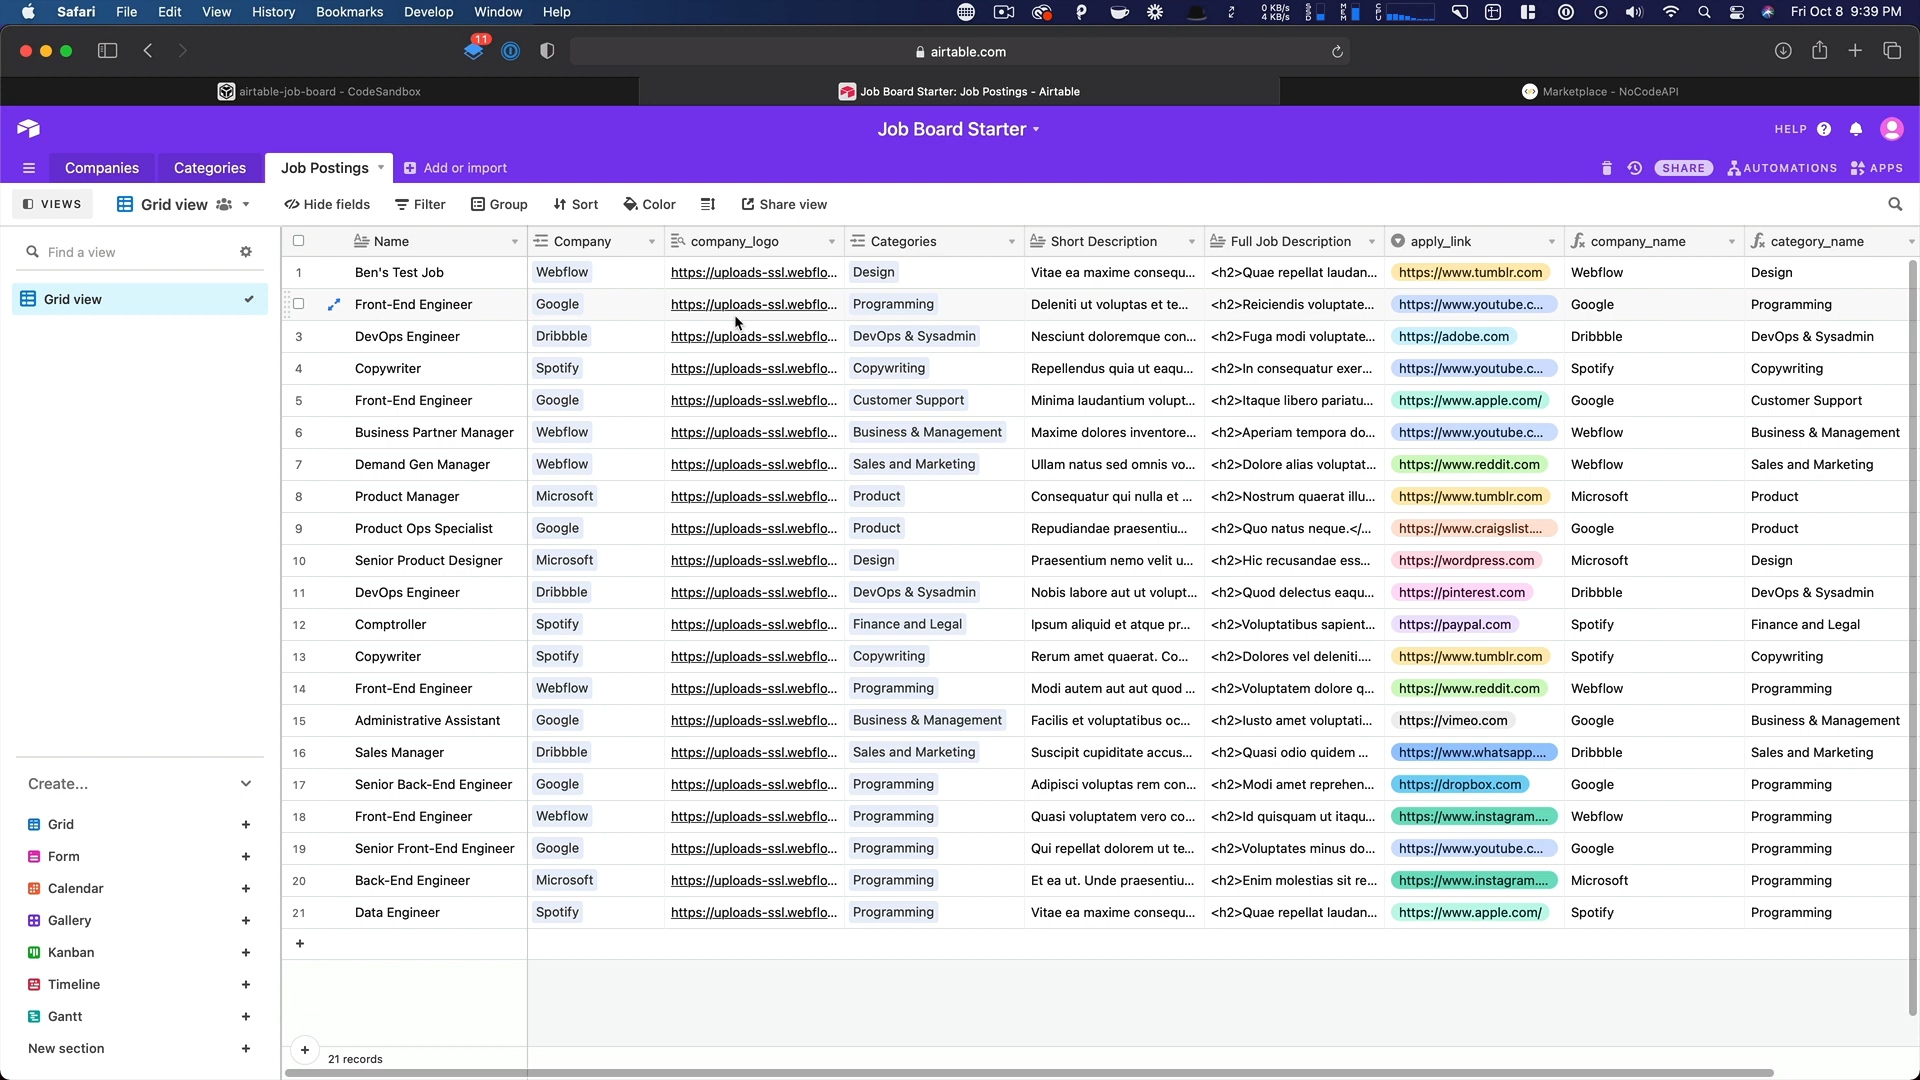 Safari File Edit View History Bookmarks Develop Window Help 0 KB/s 4 KB/s SSD MEM CPU Fri Oct 8 9:39 PM
11 airtable.com
airtable-job-board - CodeSandbox Job Board Starter: Job Postings - Airtable Marketplace - NoCodeAPI
Job Board Starter HELP
Companies Categories Job Postings Add or import SHARE AUTOMATIONS APPS
VIEWS Grid view Hide fields Filter Group Sort Color Share view
Find a view Name Company company_logo Categories Short Description Full Job Description apply_link company_name category_name
1 Ben's Test Job Webflow https://uploads-ssl.webflo... Design Vitae ea maxime consequ... <h2>Quae repellat laudan... https://www.tumblr.com Webflow Design
Grid view
Front-End Engineer Google https://uploads-ssl.webflo... Programming Deleniti ut voluptas et te... <h2>Reiciendis voluptate... https://www.youtube.c... Google Programming
3 DevOps Engineer Dribbble https://uploads-ssl.webflo... DevOps & Sysadmin Nesciunt doloremque con... <h2>Fuga modi voluptate... https://adobe.com Dribbble DevOps & Sysadmin
4 Copywriter Spotify https://uploads-ssl.webflo... Copywriting Repellendus quia ut eaqu... <h2>In consequatur exer... https://www.youtube.c... Spotify Copywriting
5 Front-End Engineer Google https://uploads-ssl.webflo... Customer Support Minima laudantium volupt... <h2>Itaque libero pariatu... https://www.apple.com/ Google Customer Support
6 Business Partner Manager Webflow https://uploads-ssl.webflo... Business & Management Maxime dolores inventore... <h2>Aperiam tempora do... https://www.youtube.c... Webflow Business & Management
7 Demand Gen Manager Webflow https://uploads-ssl.webflo... Sales and Marketing Ullam natus sed omnis vo... <h2>Dolore alias voluptat... https://www.reddit.com Webflow Sales and Marketing
8 Product Manager Microsoft https://uploads-ssl.webflo... Product Consequatur qui nulla et ... <h2>Nostrum quaerat illu... https://www.tumblr.com Microsoft Product
9 Product Ops Specialist Google https://uploads-ssl.webflo... Product Repudiandae praesentiu... <h2>Quo natus neque.</... https://www.craigslist.... Google Product
10 Senior Product Designer Microsoft https://uploads-ssl.webflo... Design Praesentium nemo velit u... <h2>Hic recusandae ess... https://wordpress.com Microsoft Design
11 DevOps Engineer Dribbble https://uploads-ssl.webflo... DevOps & Sysadmin Nobis labore aut ut volupt... <h2>Quod delectus eaqu... https://pinterest.com Dribbble DevOps & Sysadmin
12 Comptroller Spotify https://uploads-ssl.webflo... Finance and Legal Ipsum aliquid et atque pr... <h2>Voluptatibus sapient... https://paypal.com Spotify Finance and Legal
13 Copywriter Spotify https://uploads-ssl.webflo... Copywriting Rerum amet quaerat. Co... <h2>Dolores vel deleniti.... https://www.tumblr.com Spotify Copywriting
14 Front-End Engineer Webflow https://uploads-ssl.webflo... Programming Modi autem aut aut quod ... <h2>Voluptatem dolore q... https://www.reddit.com Webflow Programming
15 Administrative Assistant Google https://uploads-ssl.webflo... Business & Management Facilis et voluptatibus oc... <h2>Iusto amet voluptati... https://vimeo.com Google Business & Management
16 Sales Manager Dribbble https://uploads-ssl.webflo... Sales and Marketing Suscipit cupiditate accus... <h2>Quasi odio quidem ... https://www.whatsapp.... Dribbble Sales and Marketing
17 Senior Back-End Engineer Google https://uploads-ssl.webflo... Programming Adipisci voluptas rem con... <h2>Modi amet reprehen... https://dropbox.com Google Programming
18 Front-End Engineer Webflow https://uploads-ssl.webflo... Programming Quasi voluptatem vero co... <h2>Id quisquam ut itaqu... https://www.instagram.... Webflow Programming
19 Senior Front-End Engineer Google https://uploads-ssl.webflo... Programming Qui repellat dolorem ut te... <h2>Voluptates minus do... https://www.youtube.c... Google Programming
20 Back-End Engineer Microsoft https://uploads-ssl.webflo... Programming Et ea ut. Unde praesentiu... <h2>Enim molestias sit re... https://www.instagram.... Microsoft Programming
21 Data Engineer Spotify https://uploads-ssl.webflo... Programming Vitae ea maxime consequ... <h2>Quae repellat laudan... https://www.apple.com/ Spotify Programming
Create...
Grid
Form
Calendar
Gallery
Kanban
Timeline
Gantt
New section
21 records